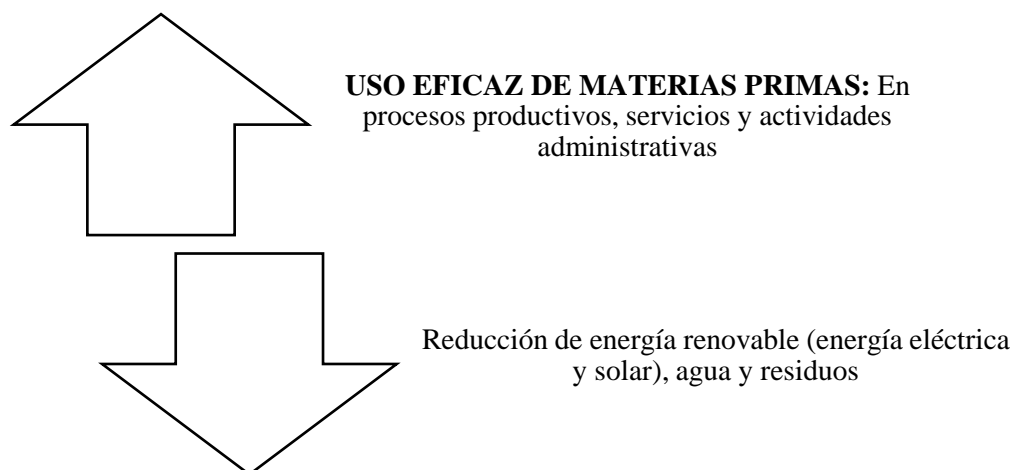 USO EFICAZ DE MATERIAS PRIMAS: En
procesos productivos, servicios y actividades
administrativas
Reducción de energía renovable (energía eléctrica
y solar), agua y residuos